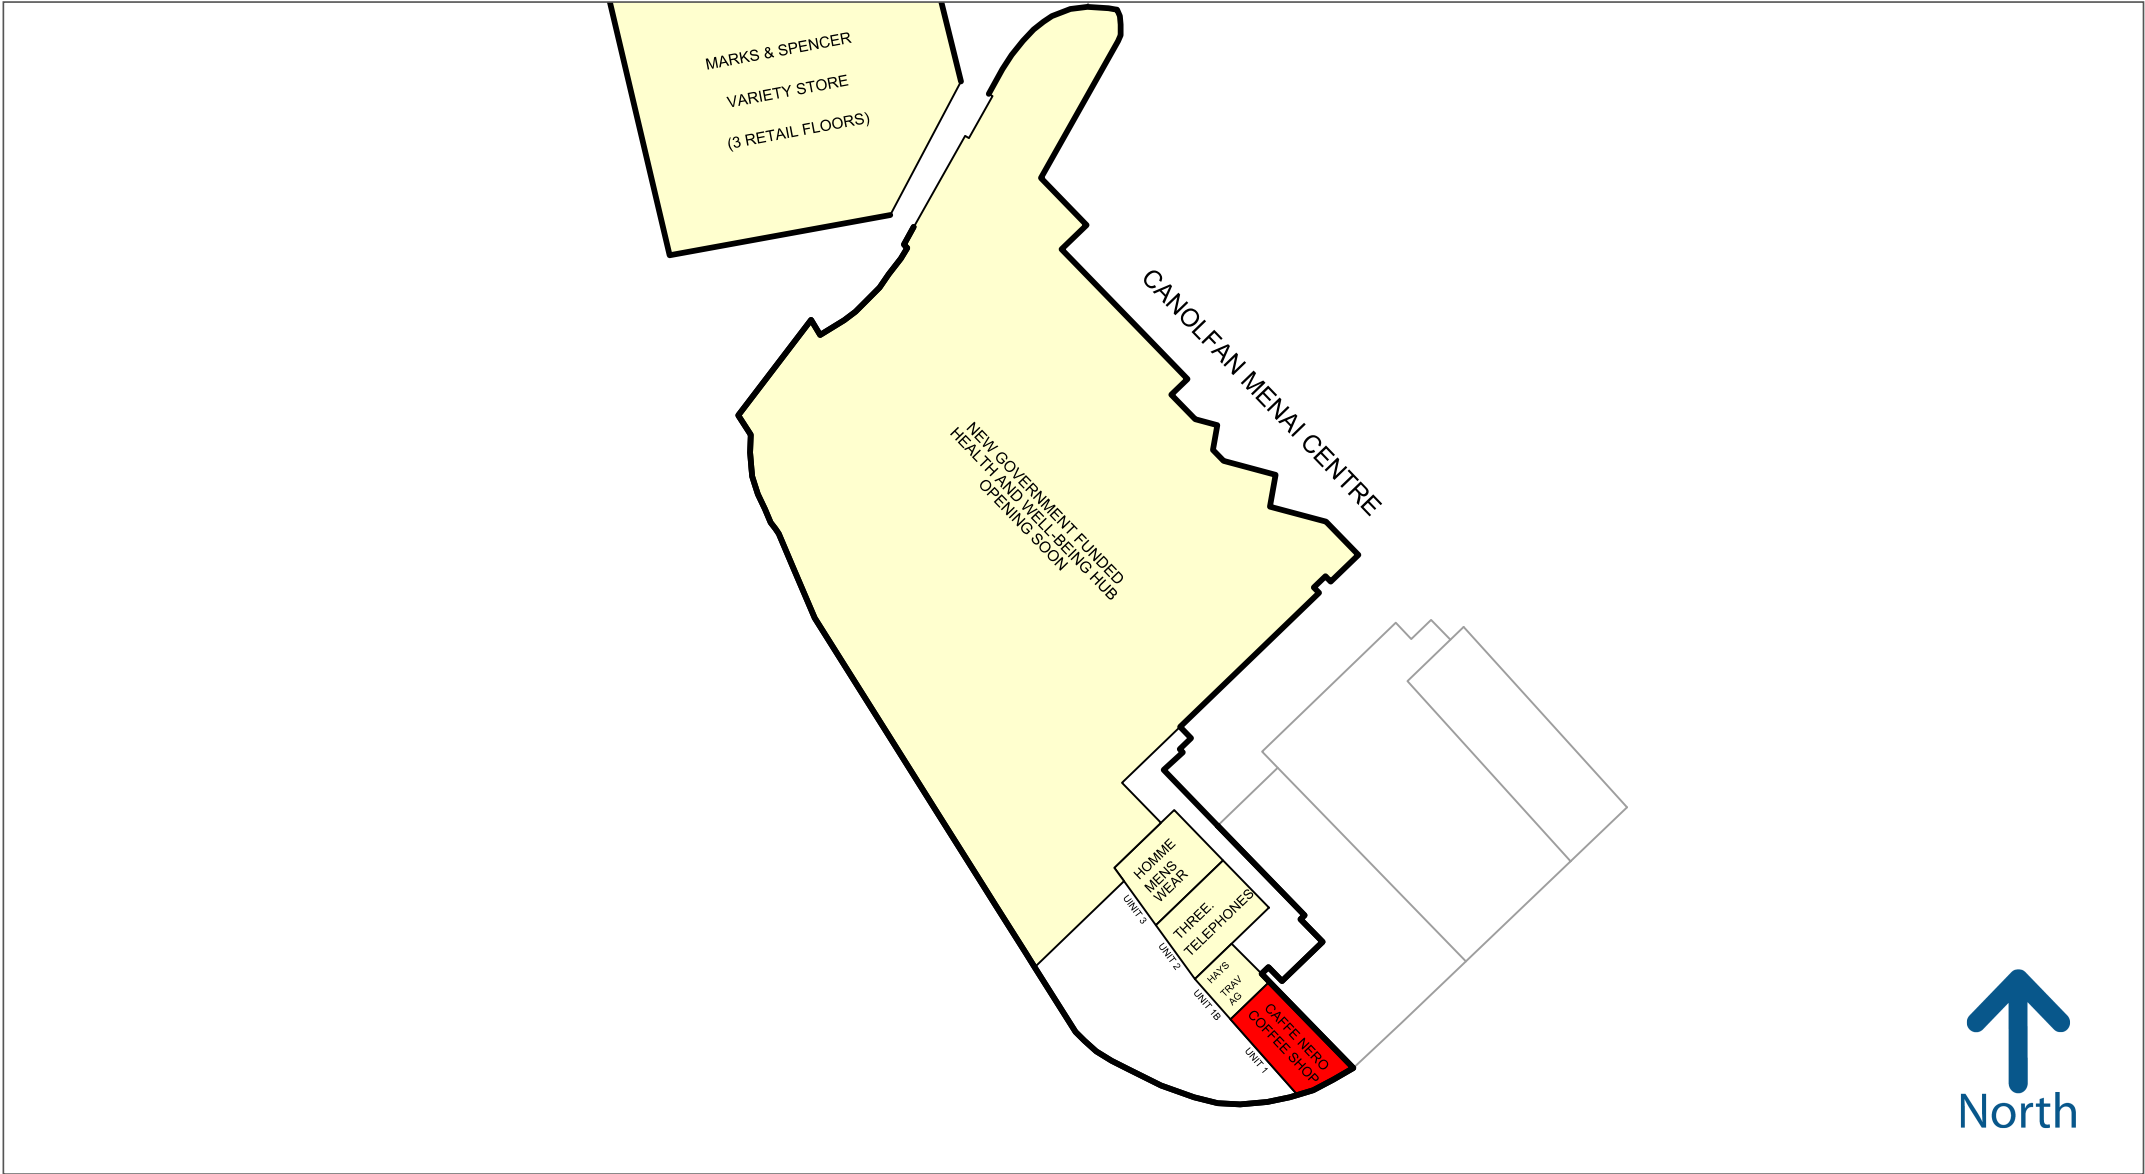 MARKS & SPENCER
VARIETY STORE
(3 RETAIL FLOORS)
CANOLFAN MENAI CENTRE
NEW GOVERNMENT FUNDED
HEALTH AND WELL-BEING HUB
OPENING SOON
HOMME
MENS
WEAR
UINIT 3
THREE.
TELEPHONES
UNIT 2
HAYS
TRAV
AG
UNIT 1B
CAFFE NERO
COFFEE SHOP
UNIT 1
North